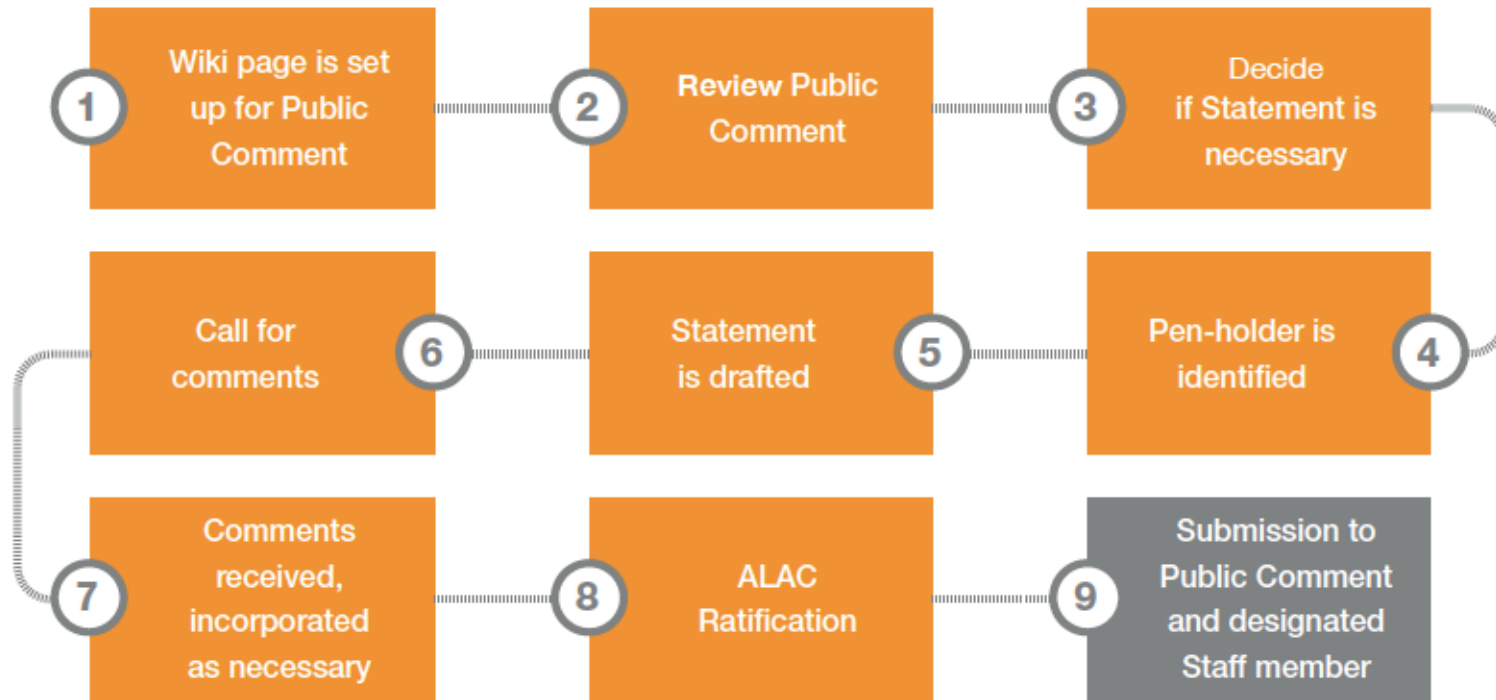 1
Wiki page is set
up for Public
Comment
2
Review Public
Comment
3
Decide
if Statement is
necessary
4
Pen-holder is
identified
5
Statement
is drafted
6
Call for
comments
7
Comments
received,
incorporated
as necessary
8
ALAC
Ratification
9
Submission to
Public Comment
and designated
Staff member